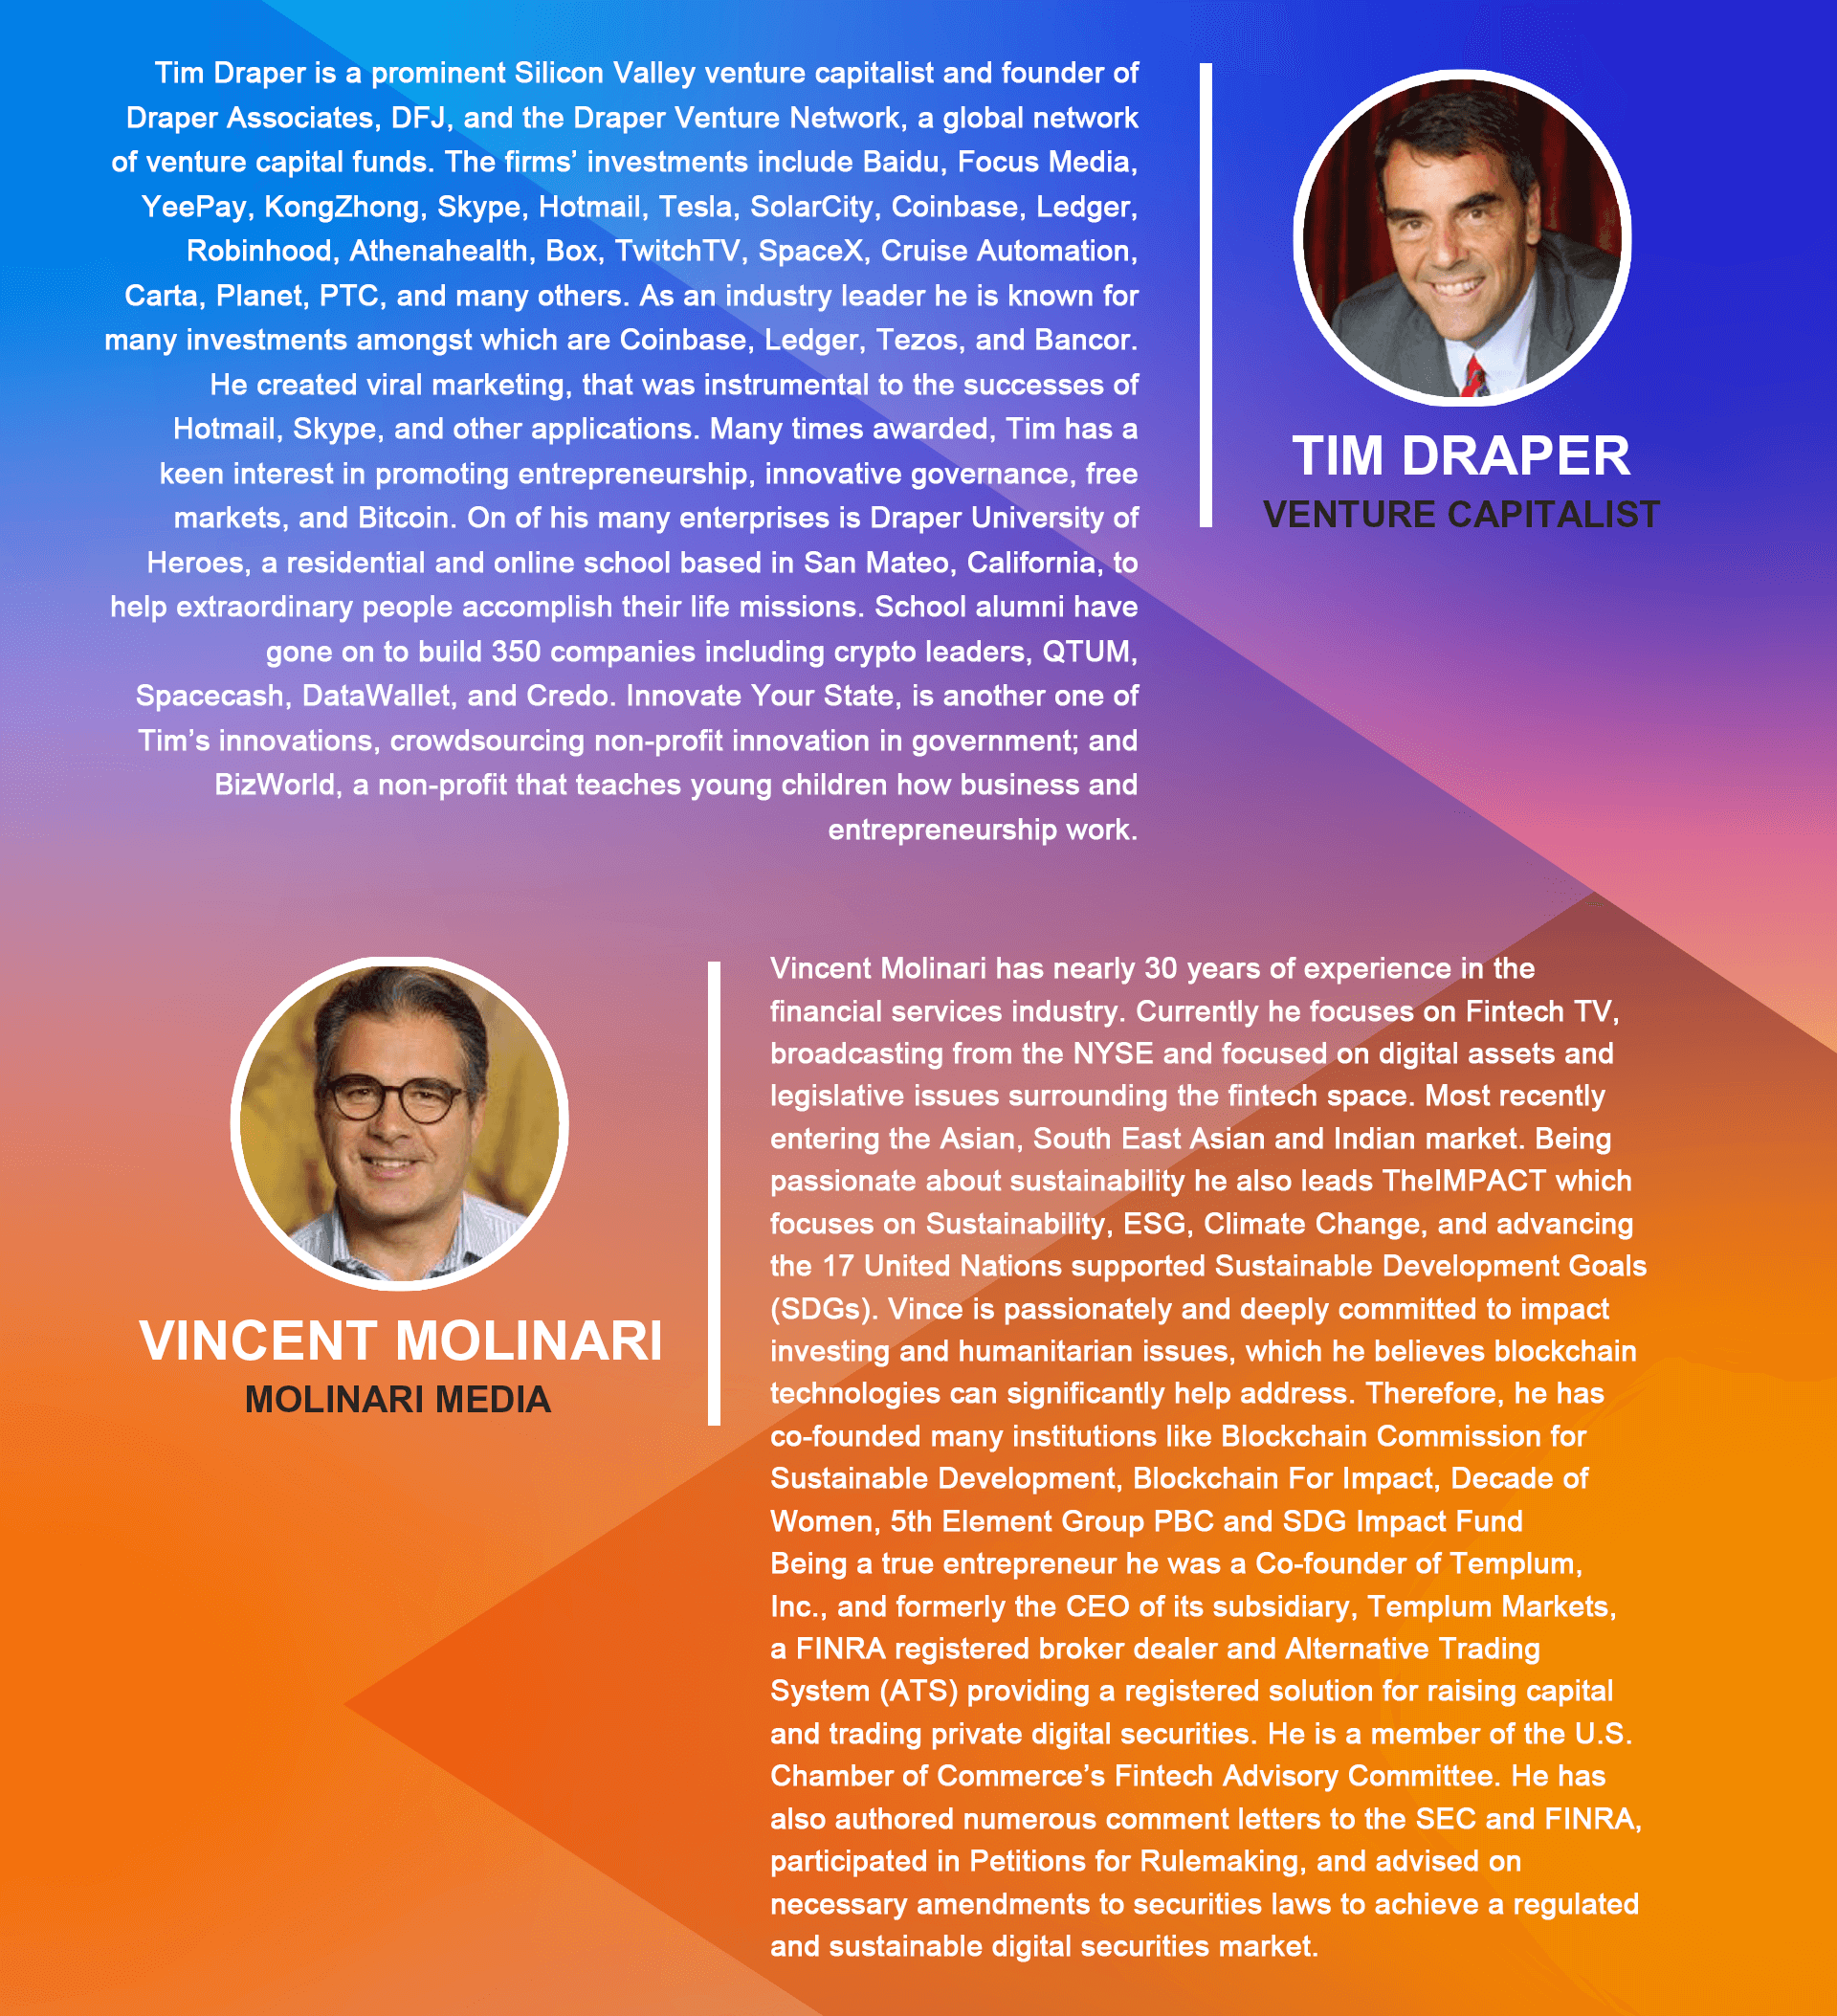 Tim Draper is a prominent Silicon Valley venture capitalist and founder of
Draper Associates, DFJ, and the Draper Venture Network, a global network
of venture capital funds. The firms’ investments include Baidu, Focus Media,
YeePay, KongZhong, Skype, Hotmail, Tesla, SolarCity, Coinbase, Ledger,
Robinhood, Athenahealth, Box, TwitchTV, SpaceX, Cruise Automation,
Carta, Planet, PTC, and many others. As an industry leader he is known for
many investments amongst which are Coinbase, Ledger, Tezos, and Bancor.
He created viral marketing, that was instrumental to the successes of
Hotmail, Skype, and other applications. Many times awarded, Tim has a
keen interest in promoting entrepreneurship, innovative governance, free
markets, and Bitcoin. On of his many enterprises is Draper University of
Heroes, a residential and online school based in San Mateo, California, to
help extraordinary people accomplish their life missions. School alumni have
gone on to build 350 companies including crypto leaders, QTUM,
Spacecash, DataWallet, and Credo. Innovate Your State, is another one of
Tim’s innovations, crowdsourcing non-profit innovation in government; and
BizWorld, a non-profit that teaches young children how business and
entrepreneurship work.
TIM DRAPER
VENTURE CAPITALIST
VINCENT MOLINARI
MOLINARI MEDIA
Vincent Molinari has nearly 30 years of experience in the
financial services industry. Currently he focuses on Fintech TV,
broadcasting from the NYSE and focused on digital assets and
legislative issues surrounding the fintech space. Most recently
entering the Asian, South East Asian and Indian market. Being
passionate about sustainability he also leads TheIMPACT which
focuses on Sustainability, ESG, Climate Change, and advancing
the 17 United Nations supported Sustainable Development Goals
(SDGs). Vince is passionately and deeply committed to impact
investing and humanitarian issues, which he believes blockchain
technologies can significantly help address. Therefore, he has
co-founded many institutions like Blockchain Commission for
Sustainable Development, Blockchain For Impact, Decade of
Women, 5th Element Group PBC and SDG Impact Fund
Being a true entrepreneur he was a Co-founder of Templum,
Inc., and formerly the CEO of its subsidiary, Templum Markets,
a FINRA registered broker dealer and Alternative Trading
System (ATS) providing a registered solution for raising capital
and trading private digital securities. He is a member of the U.S.
Chamber of Commerce’s Fintech Advisory Committee. He has
also authored numerous comment letters to the SEC and FINRA,
participated in Petitions for Rulemaking, and advised on
necessary amendments to securities laws to achieve a regulated
and sustainable digital securities market.